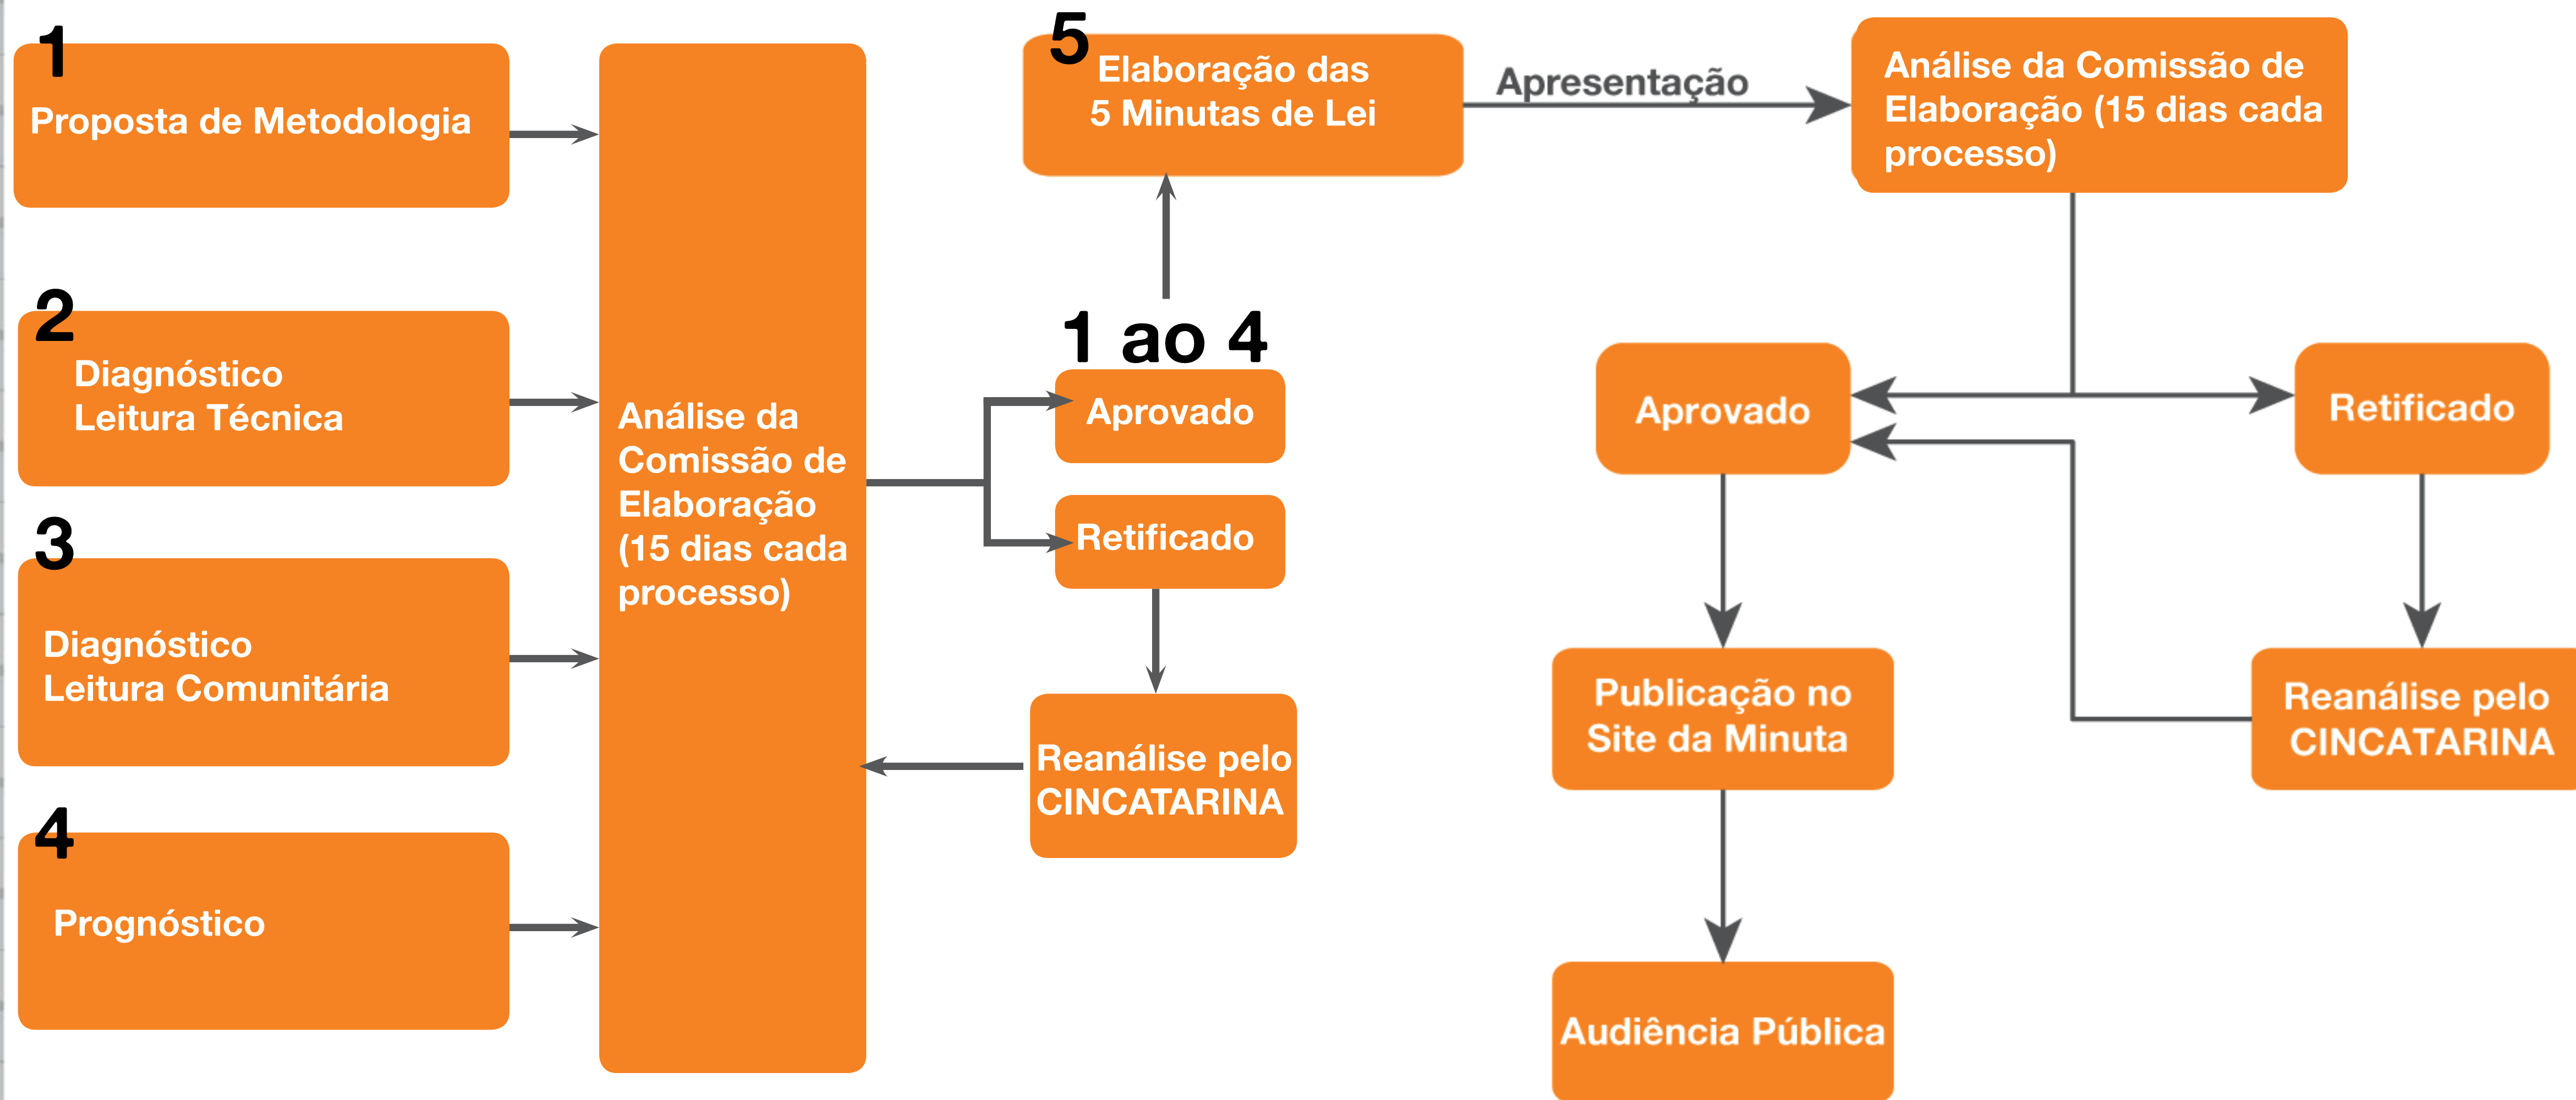 1
Proposta de Metodologia
2
Diagnóstico
Leitura Técnica
3
Diagnóstico
Leitura Comunitária
4
Prognóstico
Análise da
Comissão de
Elaboração
(15 dias cada
processo)
5
Elaboração das
5 Minutas de Lei
1 ao 4
Aprovado
Retificado
Reanálise pelo
CINCATARINA
Apresentação
Análise da Comissão de
Elaboração (15 dias cada
processo)
Aprovado
Retificado
Publicação no
Site da Minuta
Reanálise pelo
CINCATARINA
Audiência Pública